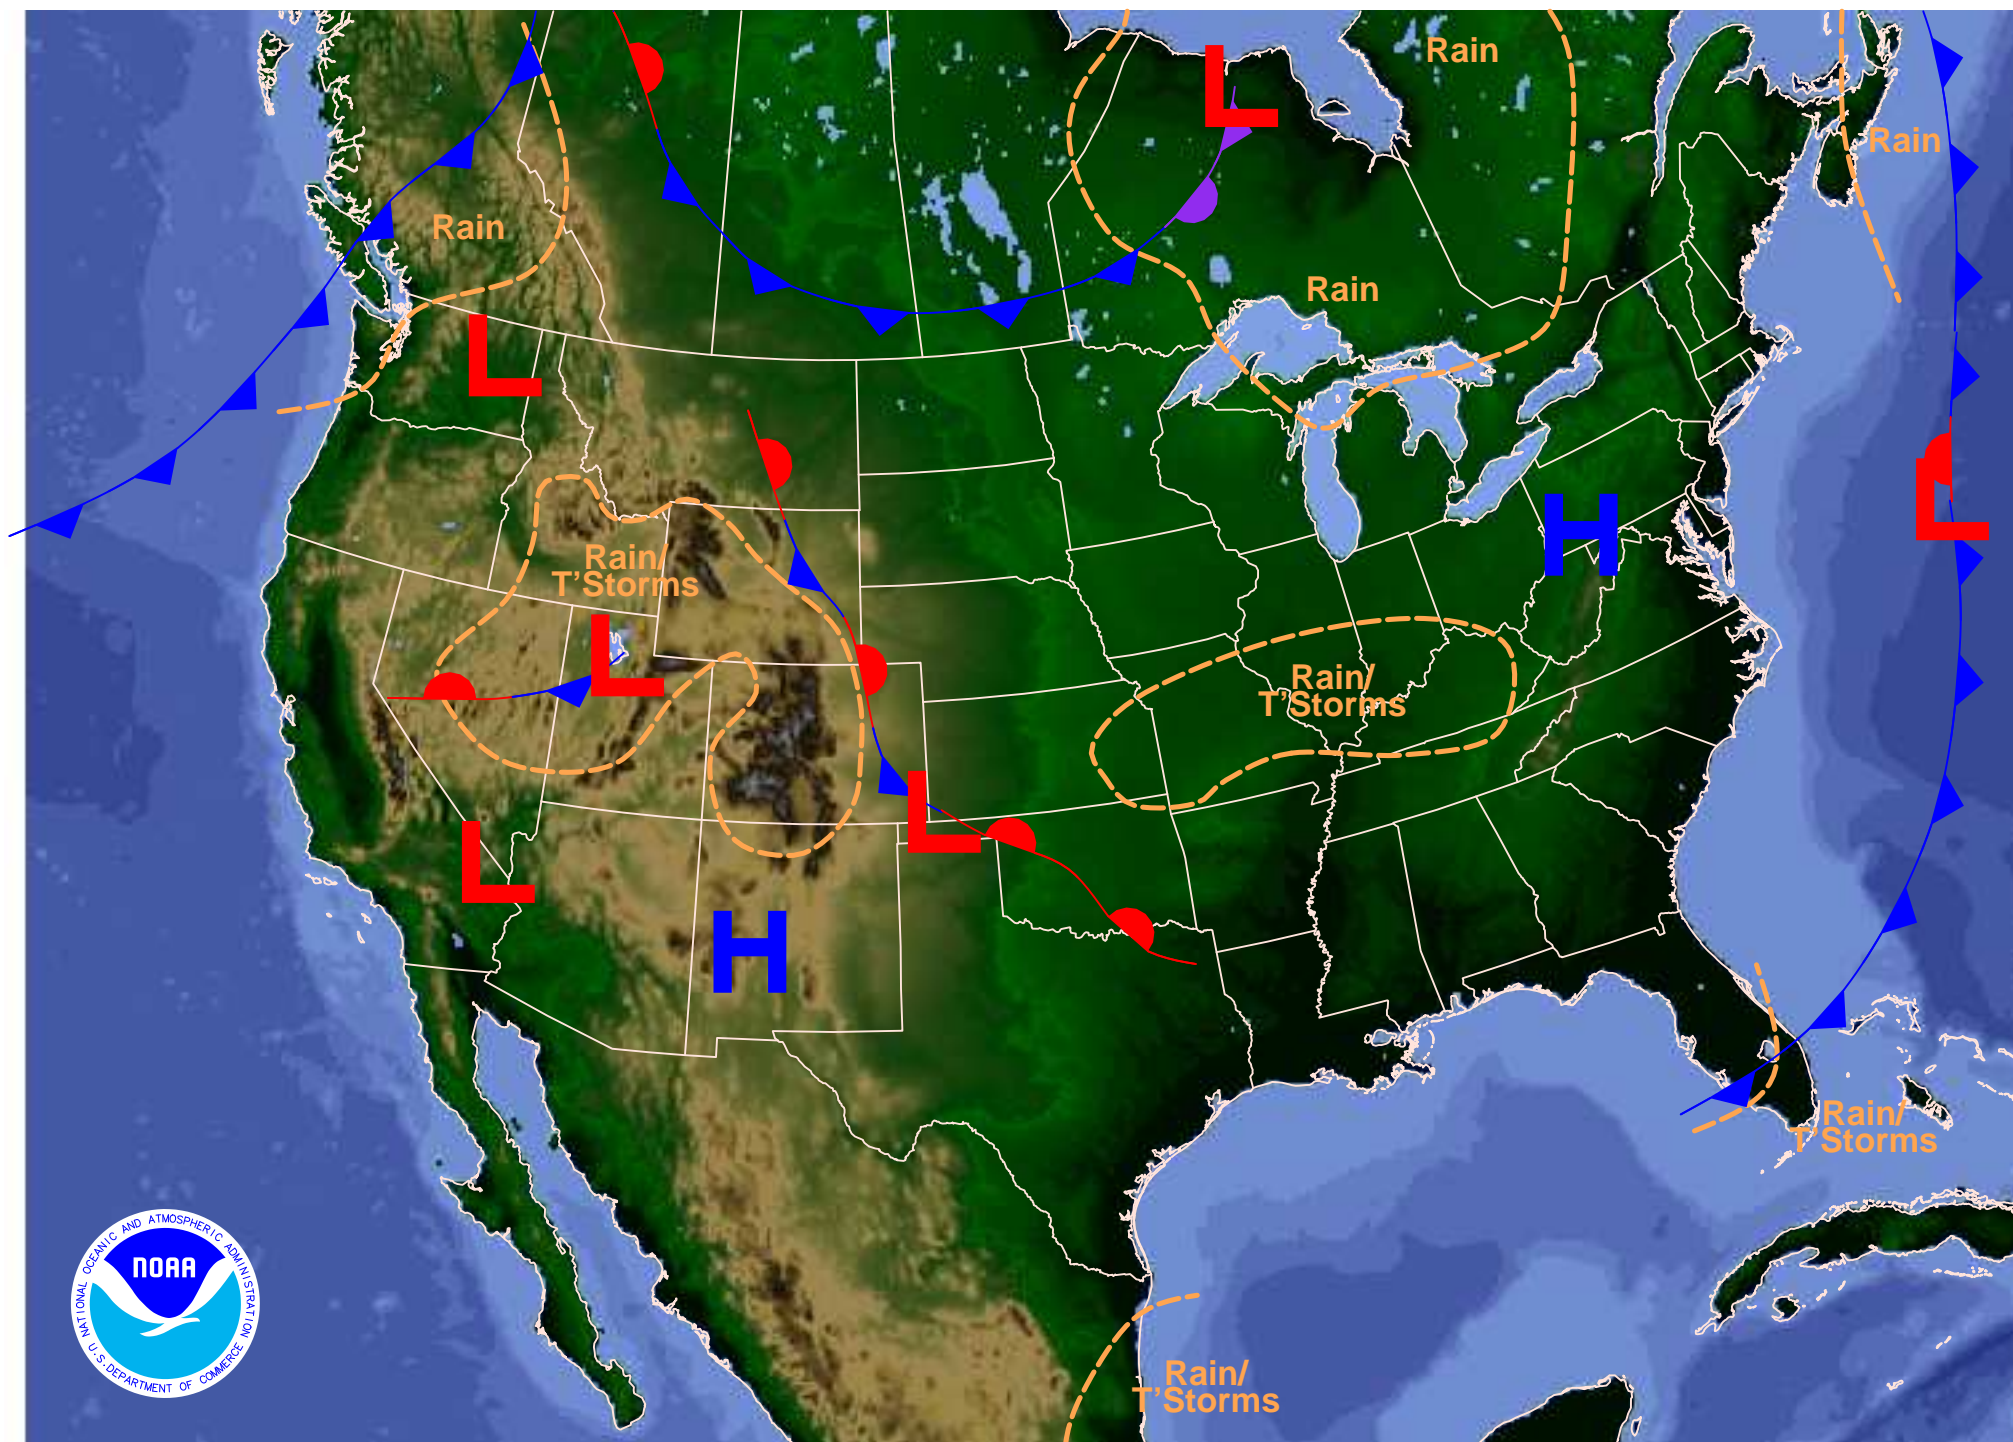 Rain
L
Rain
Rain
Rain
L
L
H
Rain/
T'Storms
L
Rain/
T'Storms
L
L
H
Rain/
T'Storms
Rain/
T'Storms
NATIONAL OCEANIC AND ATMOSPHERIC ADMINISTRATION
NOAA
U.S. DEPARTMENT OF COMMERCE